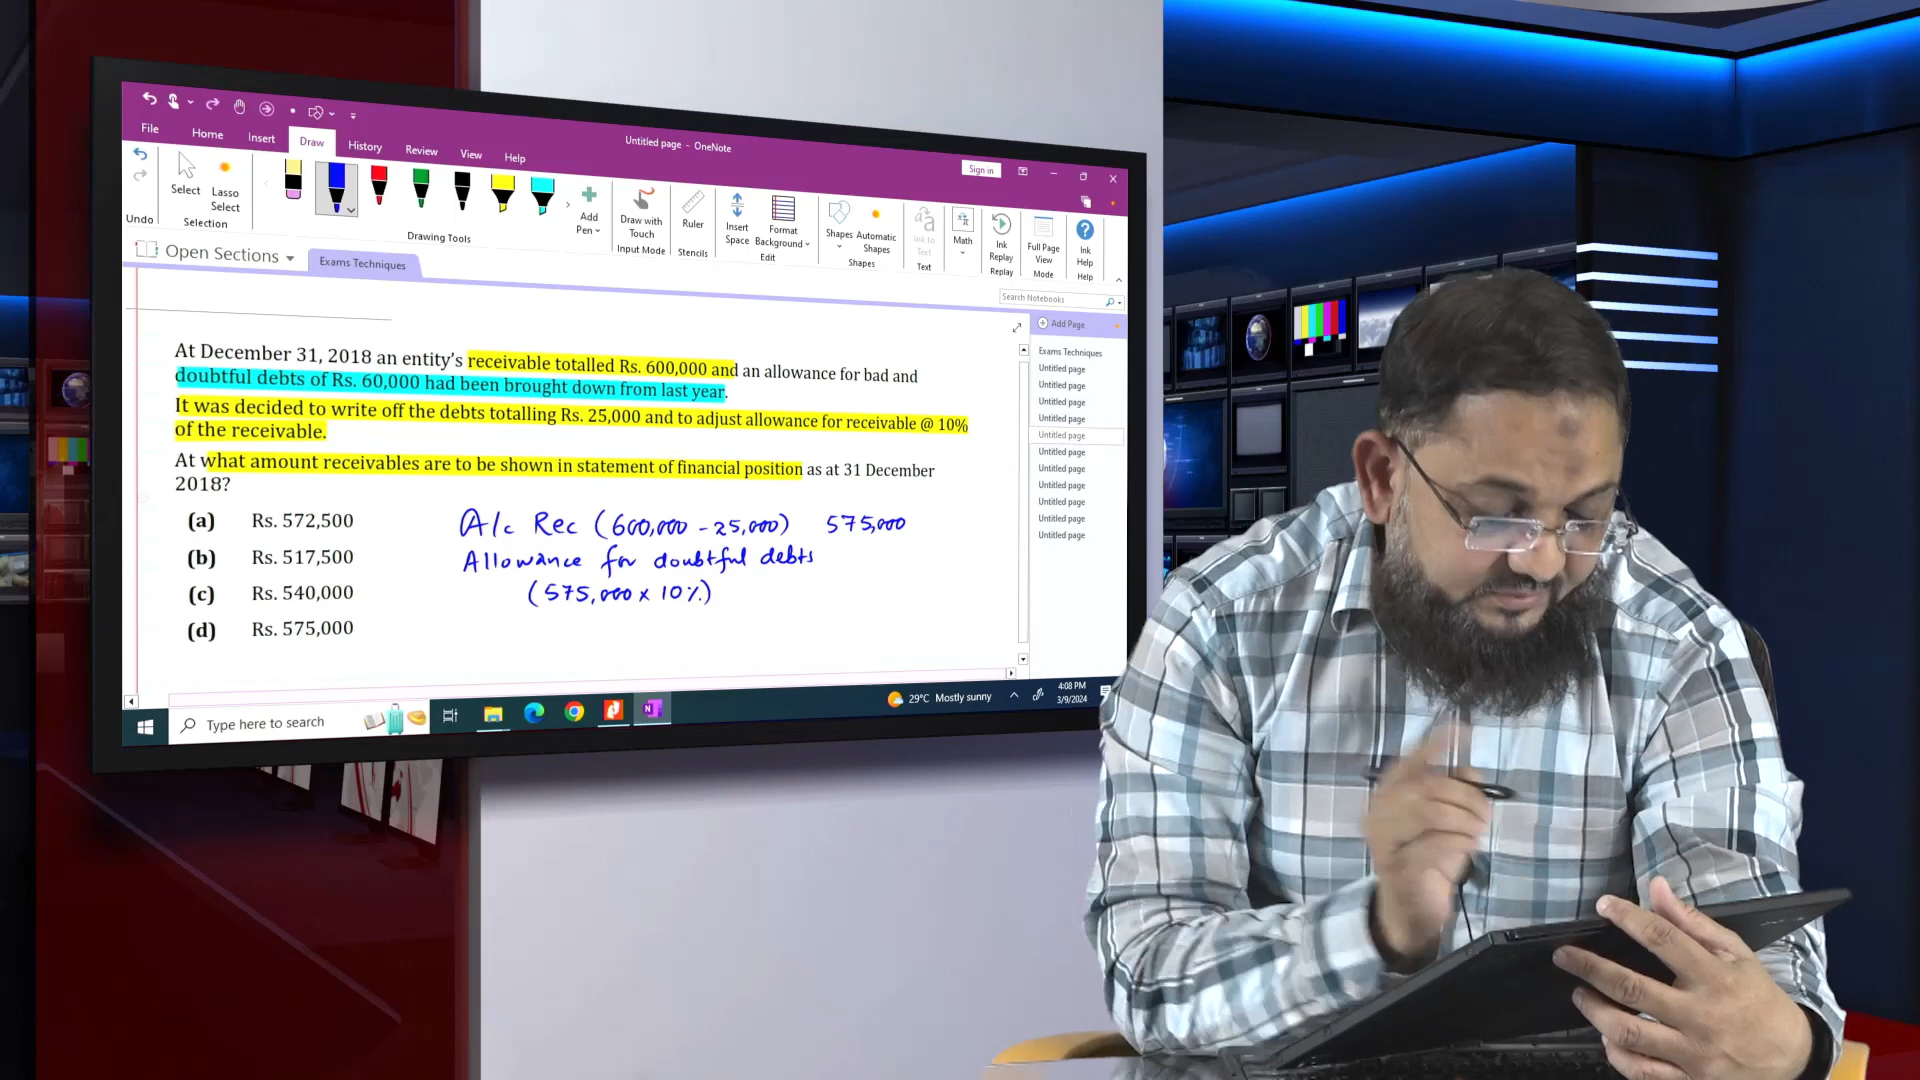 Untitled page - OneNote
Sign in
File Home Insert Draw History Review View Help
Undo
Select
Lasso Select
Selection
Drawing Tools
Add Pen
Draw with Touch
Input Mode
Ruler
Stencils
Insert Space
Format Background
Edit
Shapes
Automatic Shapes
Shapes
Ink to Text
Text
Math
Ink Replay
Replay
Full Page View
Mode
Ink Help
Help
Open Sections
Exams Techniques
Search Notebooks
Add Page
Exams Techniques
Untitled page
Untitled page
Untitled page
Untitled page
Untitled page
Untitled page
Untitled page
Untitled page
Untitled page
Untitled page
Untitled page
At December 31, 2018 an entity's receivable totalled Rs. 600,000 and an allowance for bad and
doubtful debts of Rs. 60,000 had been brought down from last year.
It was decided to write off the debts totalling Rs. 25,000 and to adjust allowance for receivable @ 10%
of the receivable.
At what amount receivables are to be shown in statement of financial position as at 31 December
2018?
(a) Rs. 572,500
(b) Rs. 517,500
(c) Rs. 540,000
(d) Rs. 575,000
A/c Rec (600,000 - 25,000) 575,000
Allowance for doubtful debts
(575,000 x 10%)
Type here to search
N
29°C Mostly sunny
4:08 PM
3/9/2024